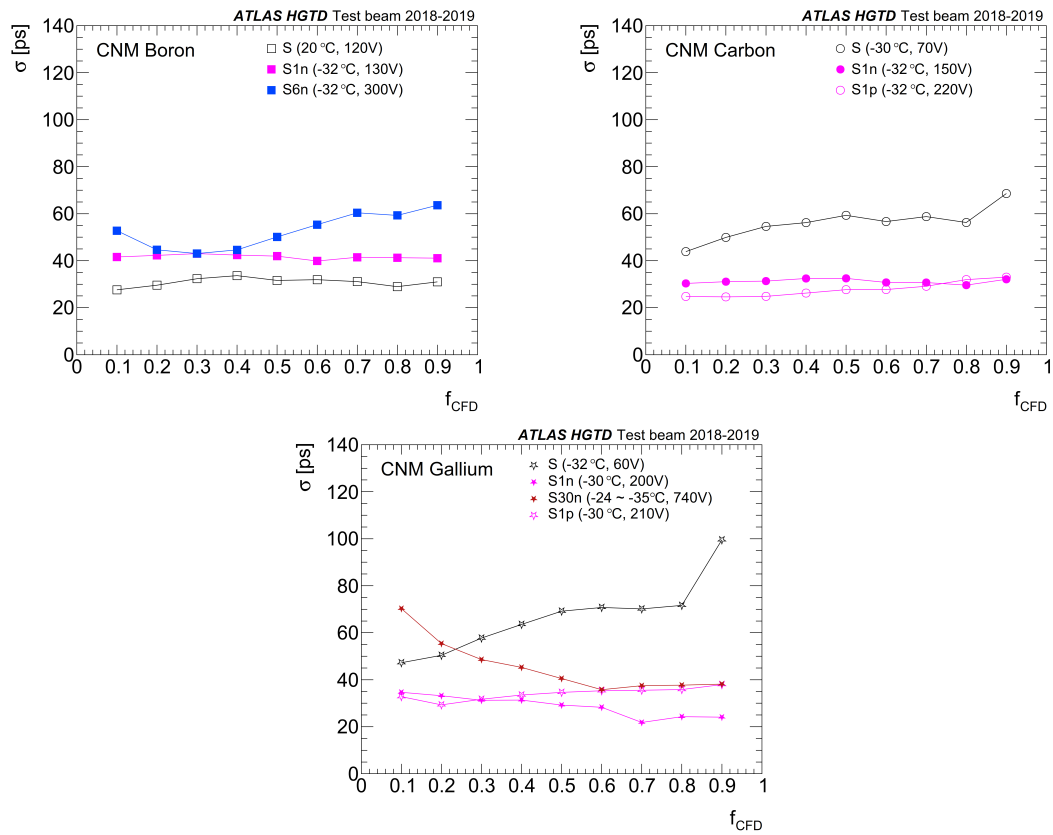 ATLAS HGTD Test beam 2018-2019
σ [ps]
140
120
100
80
60
40
20
0
CNM Boron
S (20 °C, 120V)
S1n (-32°C, 130V)
S6n (-32°C, 300V)
0 0.1 0.2 0.3 0.4 0.5 0.6 0.7 0.8 0.9 1
f_CFD
ATLAS HGTD Test beam 2018-2019
σ [ps]
140
120
100
80
60
40
20
0
CNM Carbon
S (-30 °C, 70V)
S1n (-32°C, 150V)
S1p (-32 °C, 220V)
0 0.1 0.2 0.3 0.4 0.5 0.6 0.7 0.8 0.9 1
f_CFD
ATLAS HGTD Test beam 2018-2019
σ [ps]
140
120
100
80
60
40
20
0
CNM Gallium
S (-32 °C, 60V)
S1n (-30°C, 200V)
S30n (-24 ~ -35°C, 740V)
S1p (-30 °C, 210V)
0 0.1 0.2 0.3 0.4 0.5 0.6 0.7 0.8 0.9 1
f_CFD